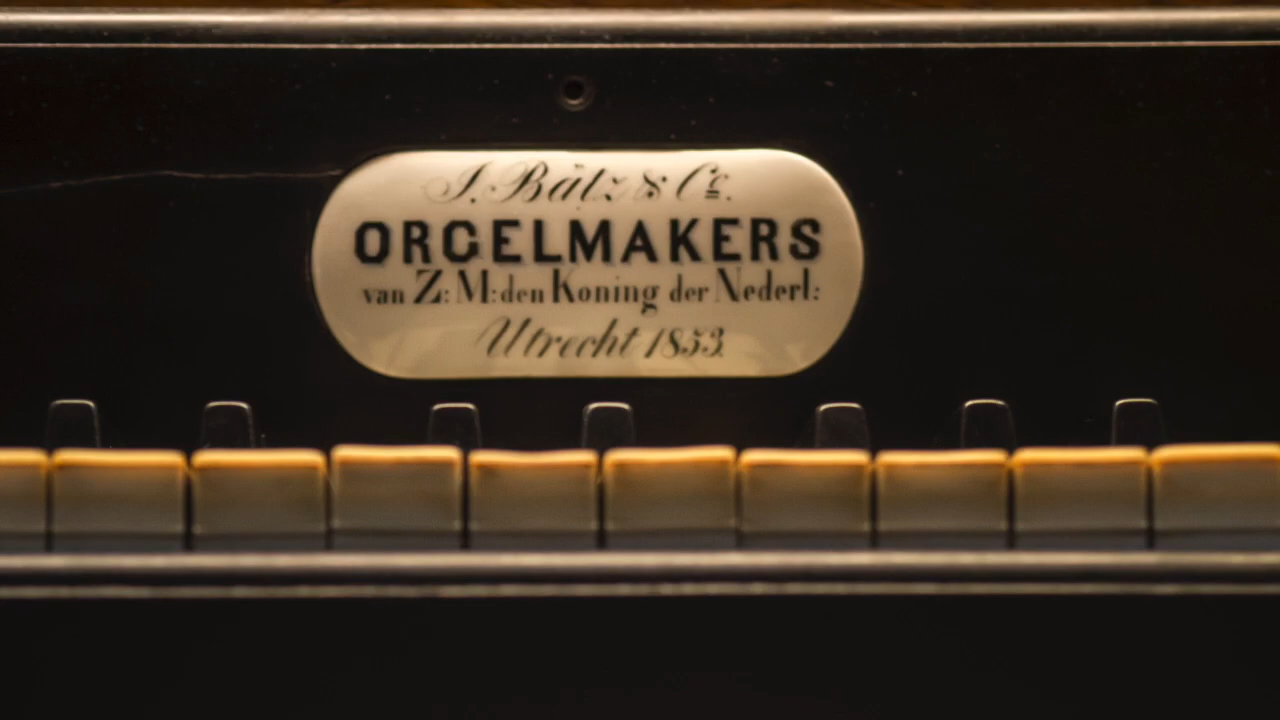 J. Bätz & Co.
ORGELMAKERS
van Z: M: den Koning der Nederl:
Utrecht 1853